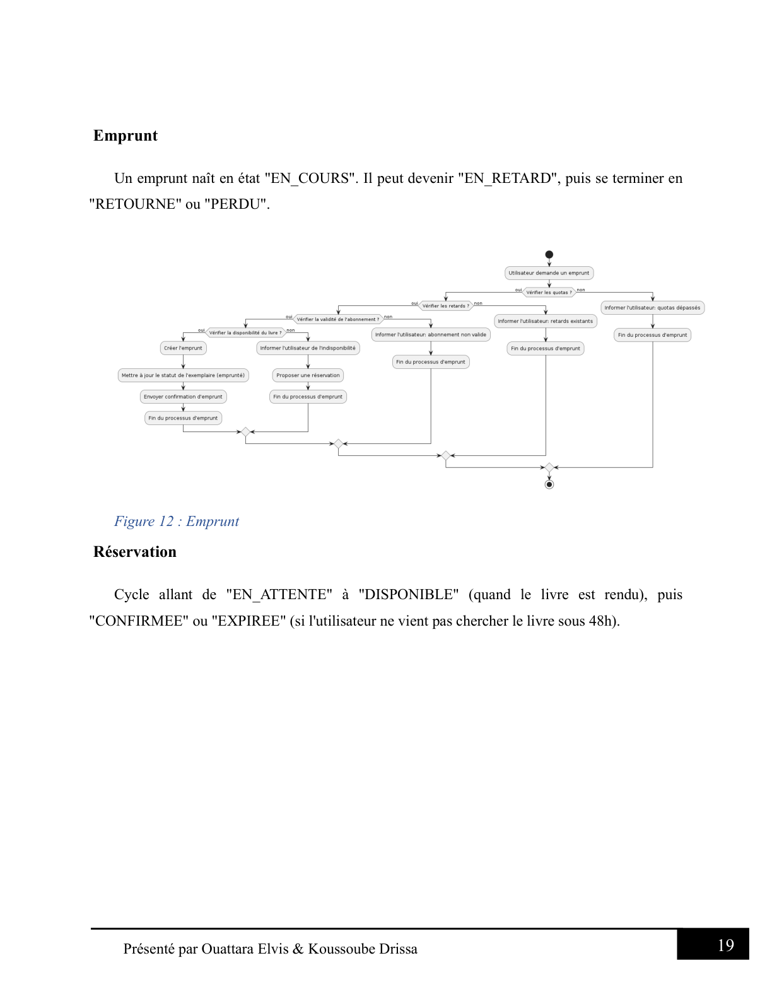 Emprunt
Un emprunt naît en état "EN_COURS". Il peut devenir "EN_RETARD", puis se terminer en
"RETOURNE" ou "PERDU".
Utilisateur demande un emprunt
oui
Vérifier les quotas ?
non
oui
Vérifier les retards ?
non
Informer l'utilisateur: quotas dépassés
oui
Vérifier la validité de l'abonnement ?
non
Informer l'utilisateur: retards existants
oui
Vérifier la disponibilité du livre ?
non
Informer l'utilisateur: abonnement non valide
Fin du processus d'emprunt
Créer l'emprunt
Informer l'utilisateur de l'indisponibilité
Fin du processus d'emprunt
Fin du processus d'emprunt
Mettre à jour le statut de l'exemplaire (emprunté)
Proposer une réservation
Envoyer confirmation d'emprunt
Fin du processus d'emprunt
Fin du processus d'emprunt
Figure 12 : Emprunt
Réservation
Cycle allant de "EN_ATTENTE" à "DISPONIBLE" (quand le livre est rendu), puis
"CONFIRMEE" ou "EXPIREE" (si l'utilisateur ne vient pas chercher le livre sous 48h).
Présenté par Ouattara Elvis & Koussoube Drissa
19